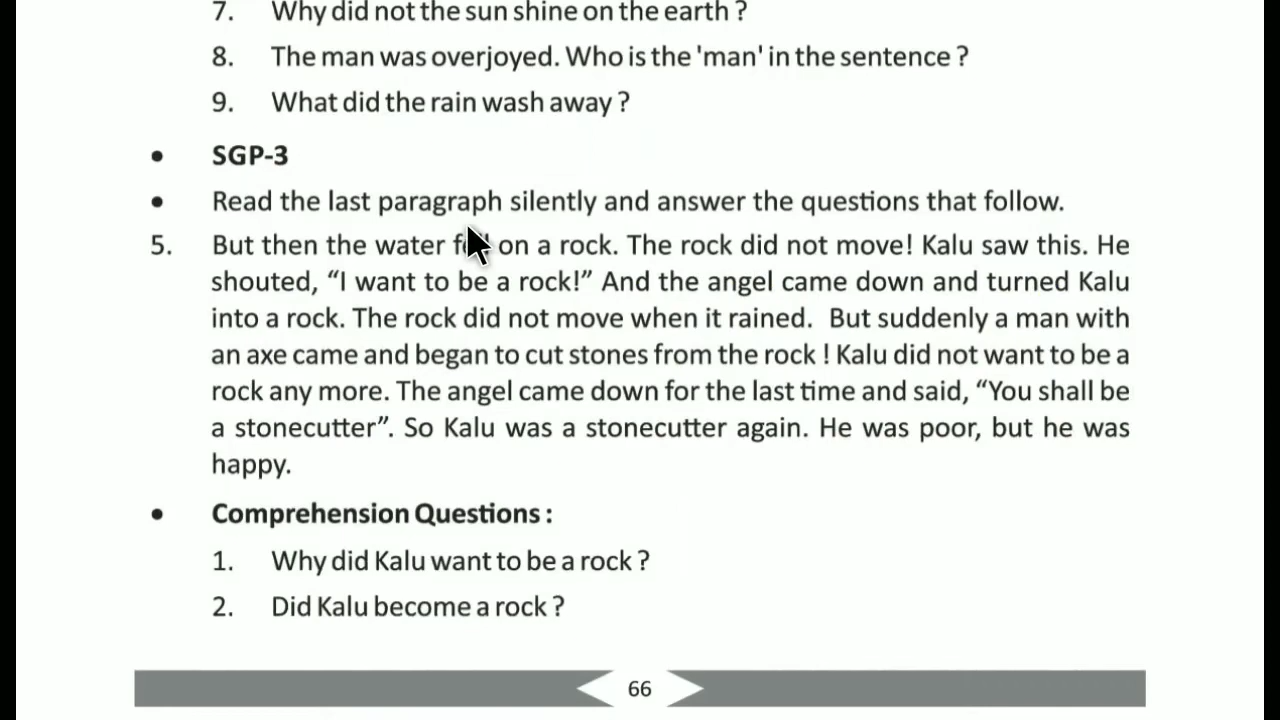 7. Why did not the sun shine on the earth ?
8. The man was overjoyed. Who is the 'man' in the sentence ?
9. What did the rain wash away ?
• SGP-3
• Read the last paragraph silently and answer the questions that follow.
5. But then the water on a rock. The rock did not move! Kalu saw this. He
shouted, “I want to be a rock!” And the angel came down and turned Kalu
into a rock. The rock did not move when it rained. But suddenly a man with
an axe came and began to cut stones from the rock ! Kalu did not want to be a
rock any more. The angel came down for the last time and said, “You shall be
a stonecutter”. So Kalu was a stonecutter again. He was poor, but he was
happy.
• Comprehension Questions :
1. Why did Kalu want to be a rock ?
2. Did Kalu become a rock ?
66